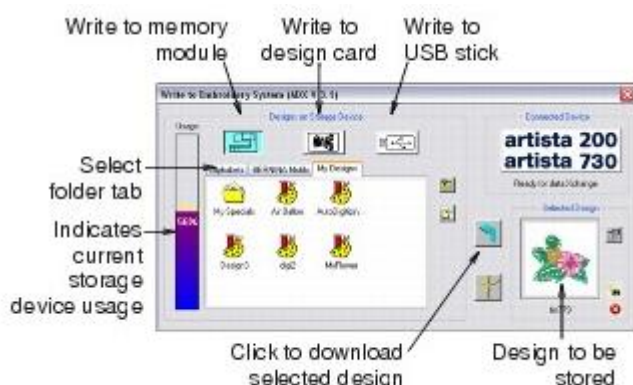 Write to memory
module
Write to
design card
Write to
USB stick
Write to Embroidery System
Usage
Designs on Storage Device
Connected Device
artista 200
artista 730
Ready for data Xchange
Select
folder tab
Alphabets
My Designs
My Specials
Air Ballon
Design3
digi2
MyFlower
Selected Design
56%
Indicates
current
storage
device usage
Click to download
selected design
Design to be
stored